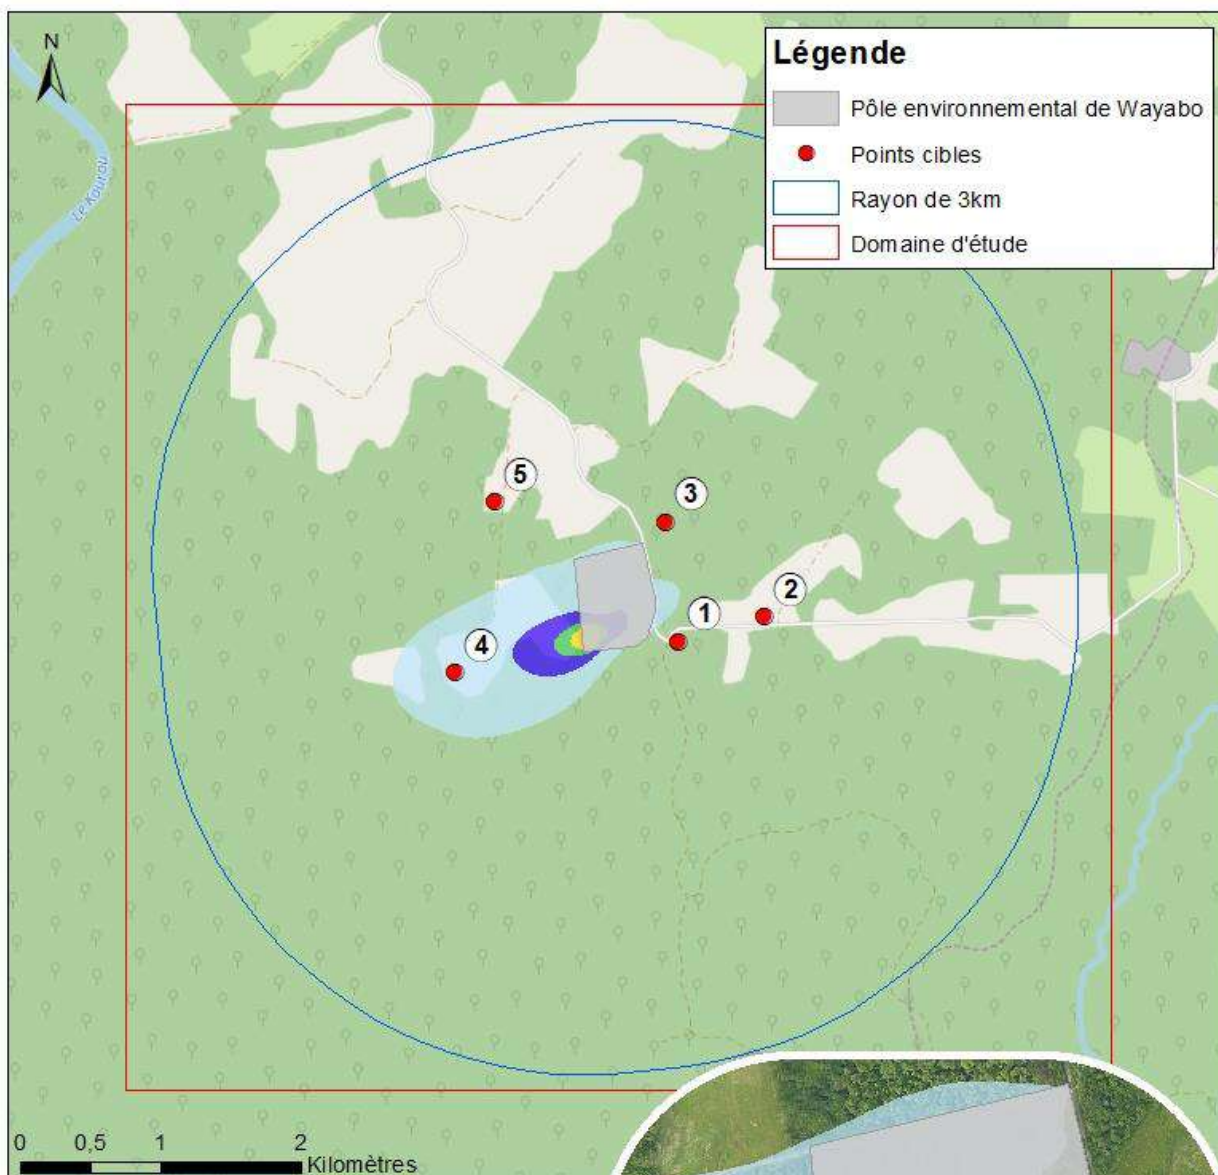 N
Légende
Pôle environnemental de Wayabo
Points cibles
Rayon de 3km
Domaine d'étude
Le Kourou
5
3
2
1
4
0 0,5 1 2
Kilomètres